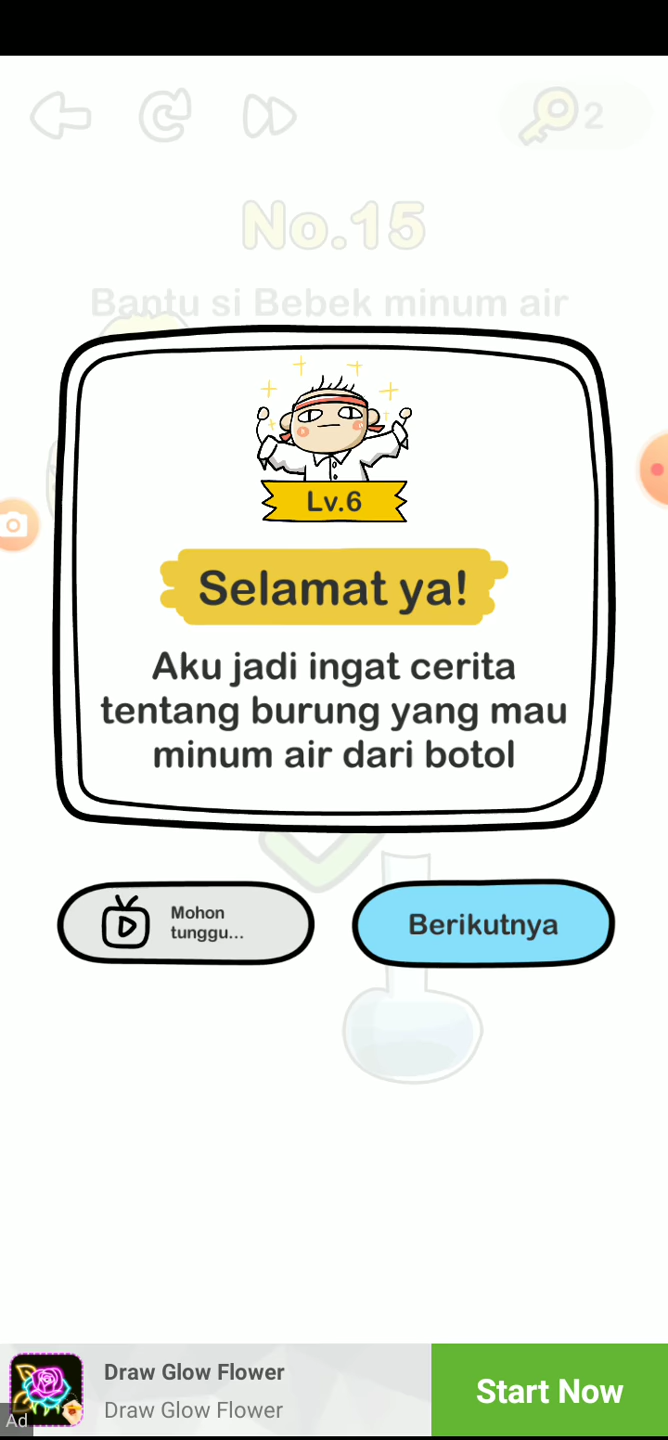 2
No.15
Bantu si Bebek minum air
Lv.6
Selamat ya!
Aku jadi ingat cerita
tentang burung yang mau
minum air dari botol
Mohon
tunggu...
Berikutnya
Draw Glow Flower
Draw Glow Flower
Start Now
Ad